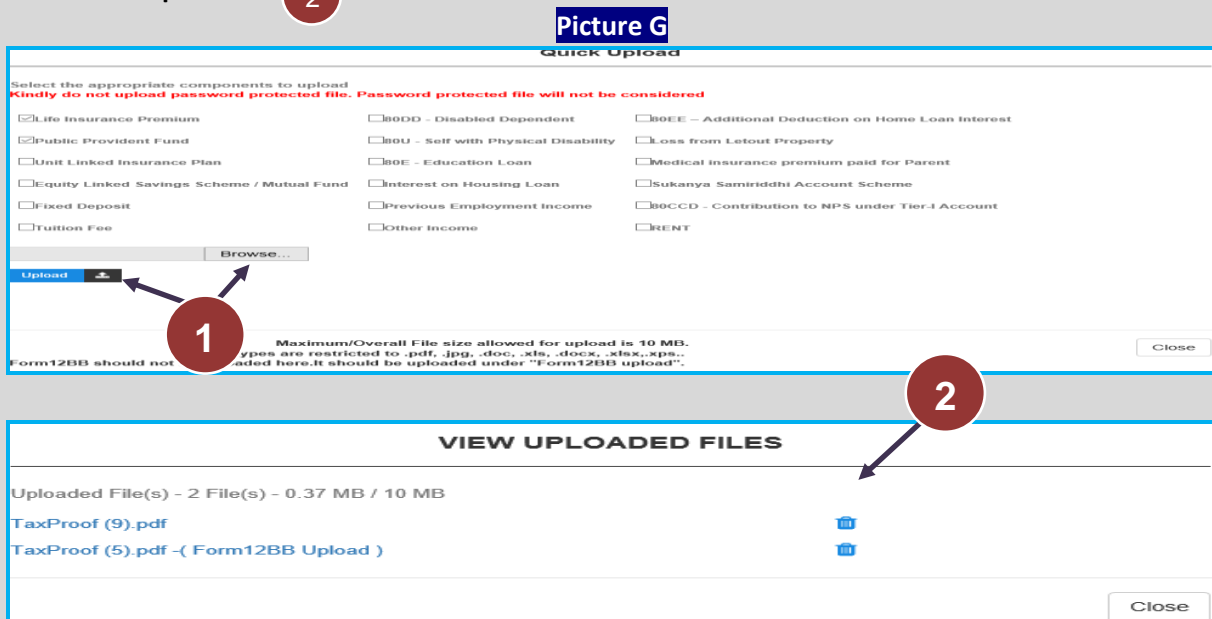 2
Picture G
Quick Upload
Select the appropriate components to upload
Kindly do not upload password protected file. Password protected file will not be considered
Life Insurance Premium 80DD - Disabled Dependent 80EE – Additional Deduction on Home Loan Interest
Public Provident Fund 80U - Self with Physical Disability Loss from Letout Property
Unit Linked Insurance Plan 80E - Education Loan Medical insurance premium paid for Parent
Equity Linked Savings Scheme / Mutual Fund Interest on Housing Loan Sukanya Samiriddhi Account Scheme
Fixed Deposit Previous Employment Income 80CCD - Contribution to NPS under Tier-I Account
Tuition Fee Other Income RENT
Browse...
Upload
1
Maximum/Overall File size allowed for upload is 10 MB.
ypes are restricted to .pdf, .jpg, .doc, .xls, .docx, .xlsx,.xps..
Form12BB should not aded here.It should be uploaded under "Form12BB upload".
Close
2
VIEW UPLOADED FILES
Uploaded File(s) - 2 File(s) - 0.37 MB / 10 MB
TaxProof (9).pdf
TaxProof (5).pdf -( Form12BB Upload )
Close